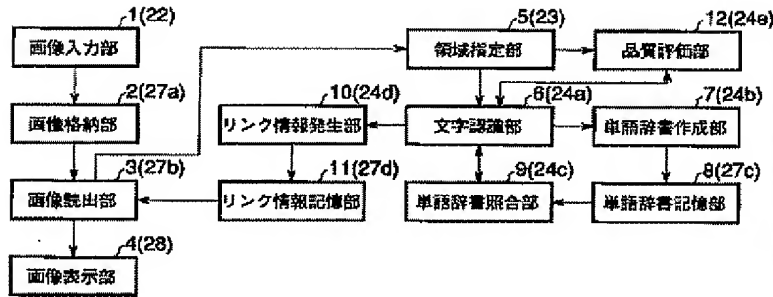 1(22)
画像入力部
2(27a)
画像格納部
3(27b)
画像読出部
4(28)
画像表示部
5(23)
領域指定部
12(24e)
品質評価部
10(24d)
リンク情報発生部
6(24a)
文字認識部
7(24b)
単語辞書作成部
11(27d)
リンク情報記憶部
9(24c)
単語辞書照合部
8(27c)
単語辞書記憶部